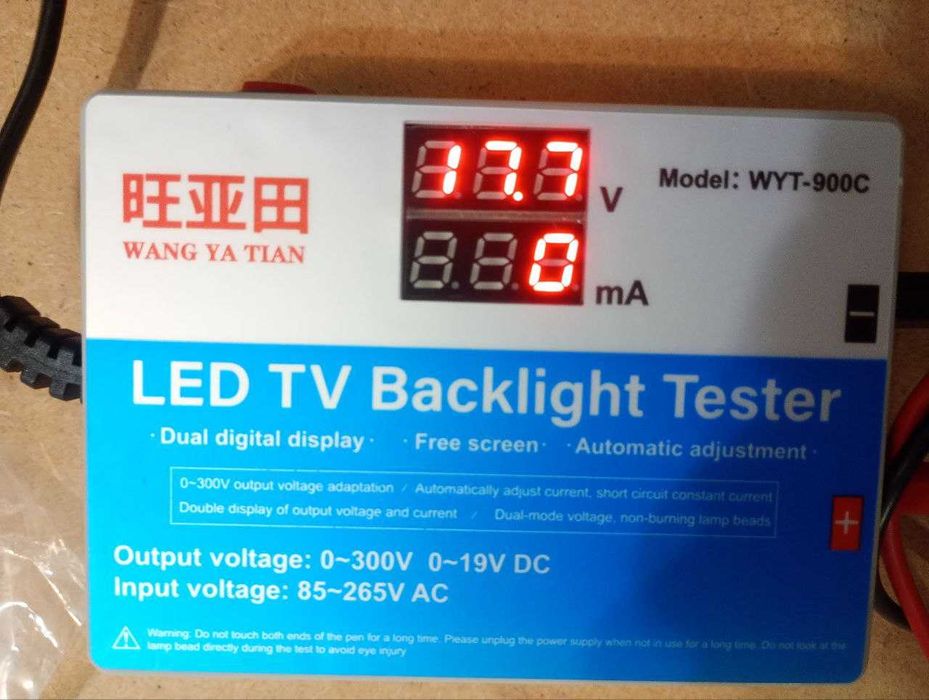 17.7 V
Model: WYT-900C
旺亚田
WANG YA TIAN
0 mA
−
LED TV Backlight Tester
·Dual digital display· ·Free screen· ·Automatic adjustment·
0~300V output voltage adaptation / Automatically adjust current, short circuit constant current
Double display of output voltage and current / Dual-mode voltage, non-burning lamp beads
+
Output voltage: 0~300V 0~19V DC
Input voltage: 85~265V AC
Warning: Do not touch both ends of the pen for a long time. Please unplug the power supply when not in use for a long time. Do not look at the
lamp bead directly during the test to avoid eye injury